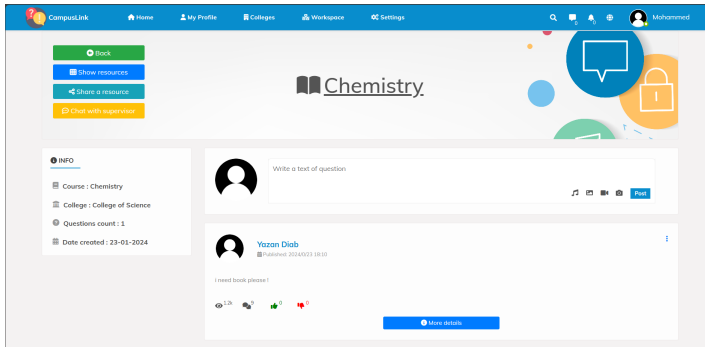 CampusLink
Home
My Profile
Colleges
Workspace
Settings
0
0
Mohammed
Back
Show resources
Share a resource
Chat with supervisor
Chemistry
INFO
Course : Chemistry
College : College of Science
Questions count : 1
Date created : 23-01-2024
Write a text of question
Post
Yazan Diab
Published: 2024/0/23 18:10
i need book please !
1.2k
0
0
More details